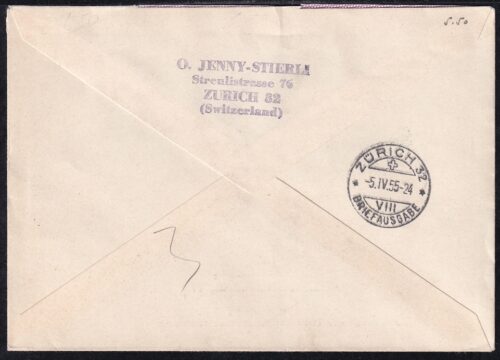 5.50
O. JENNY-STIERLI
Streulistrasse 76
ZURICH 32
(Switzerland)
ZÜRICH 32
-5.IV.55-24
VIII
BRIEFAUSGABE